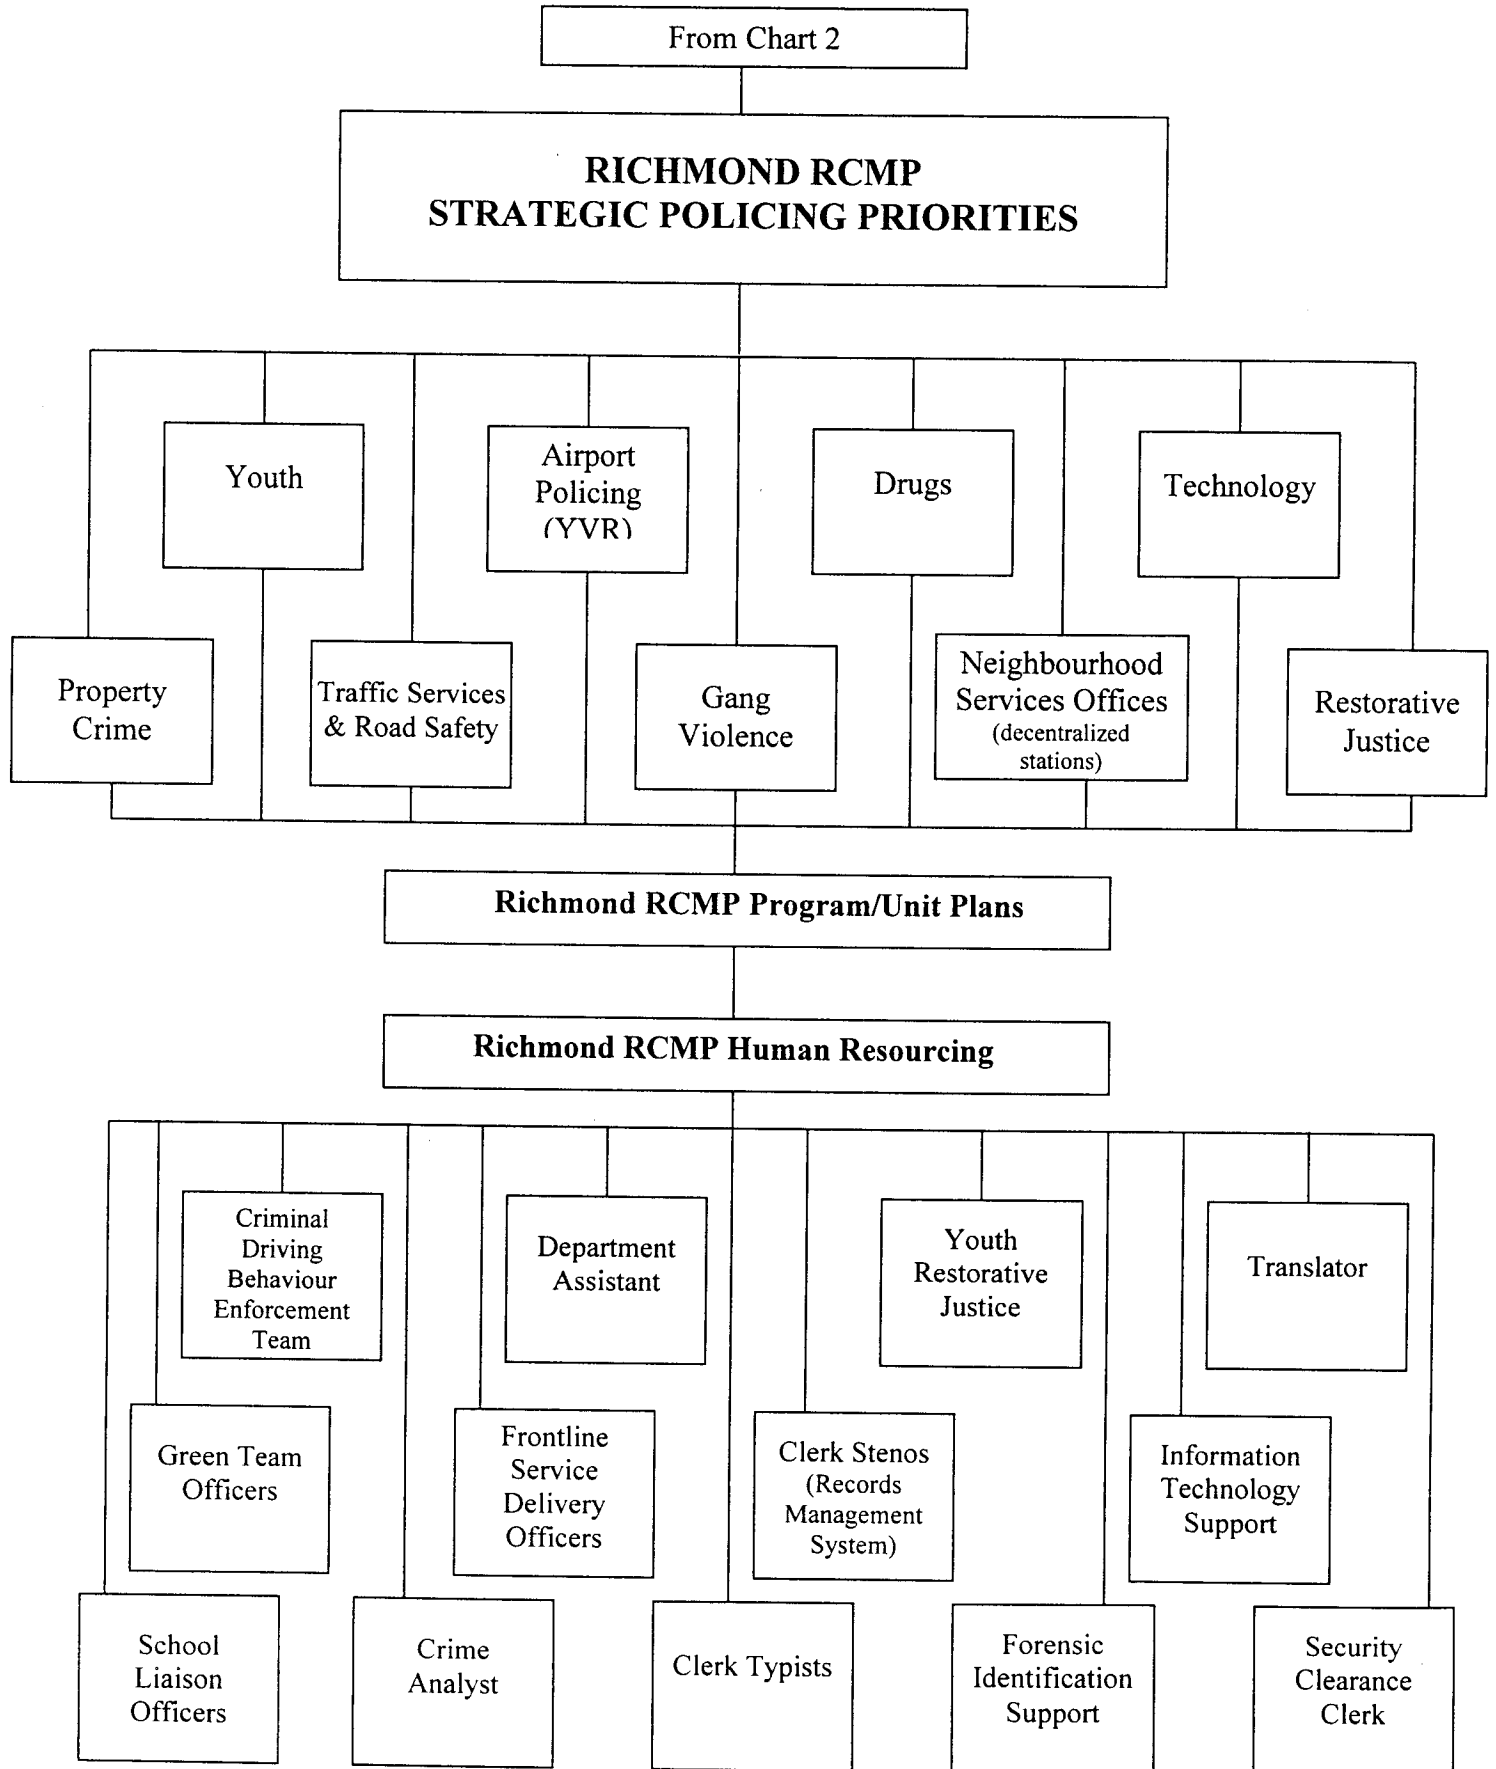 From Chart 2
RICHMOND RCMP
STRATEGIC POLICING PRIORITIES
Youth
Airport
Policing
(YVR)
Drugs
Technology
Property
Crime
Traffic Services
& Road Safety
Gang
Violence
Neighbourhood
Services Offices
(decentralized
stations)
Restorative
Justice
Richmond RCMP Program/Unit Plans
Richmond RCMP Human Resourcing
Criminal
Driving
Behaviour
Enforcement
Team
Department
Assistant
Youth
Restorative
Justice
Translator
Green Team
Officers
Frontline
Service
Delivery
Officers
Clerk Stenos
(Records
Management
System)
Information
Technology
Support
School
Liaison
Officers
Crime
Analyst
Clerk Typists
Forensic
Identification
Support
Security
Clearance
Clerk